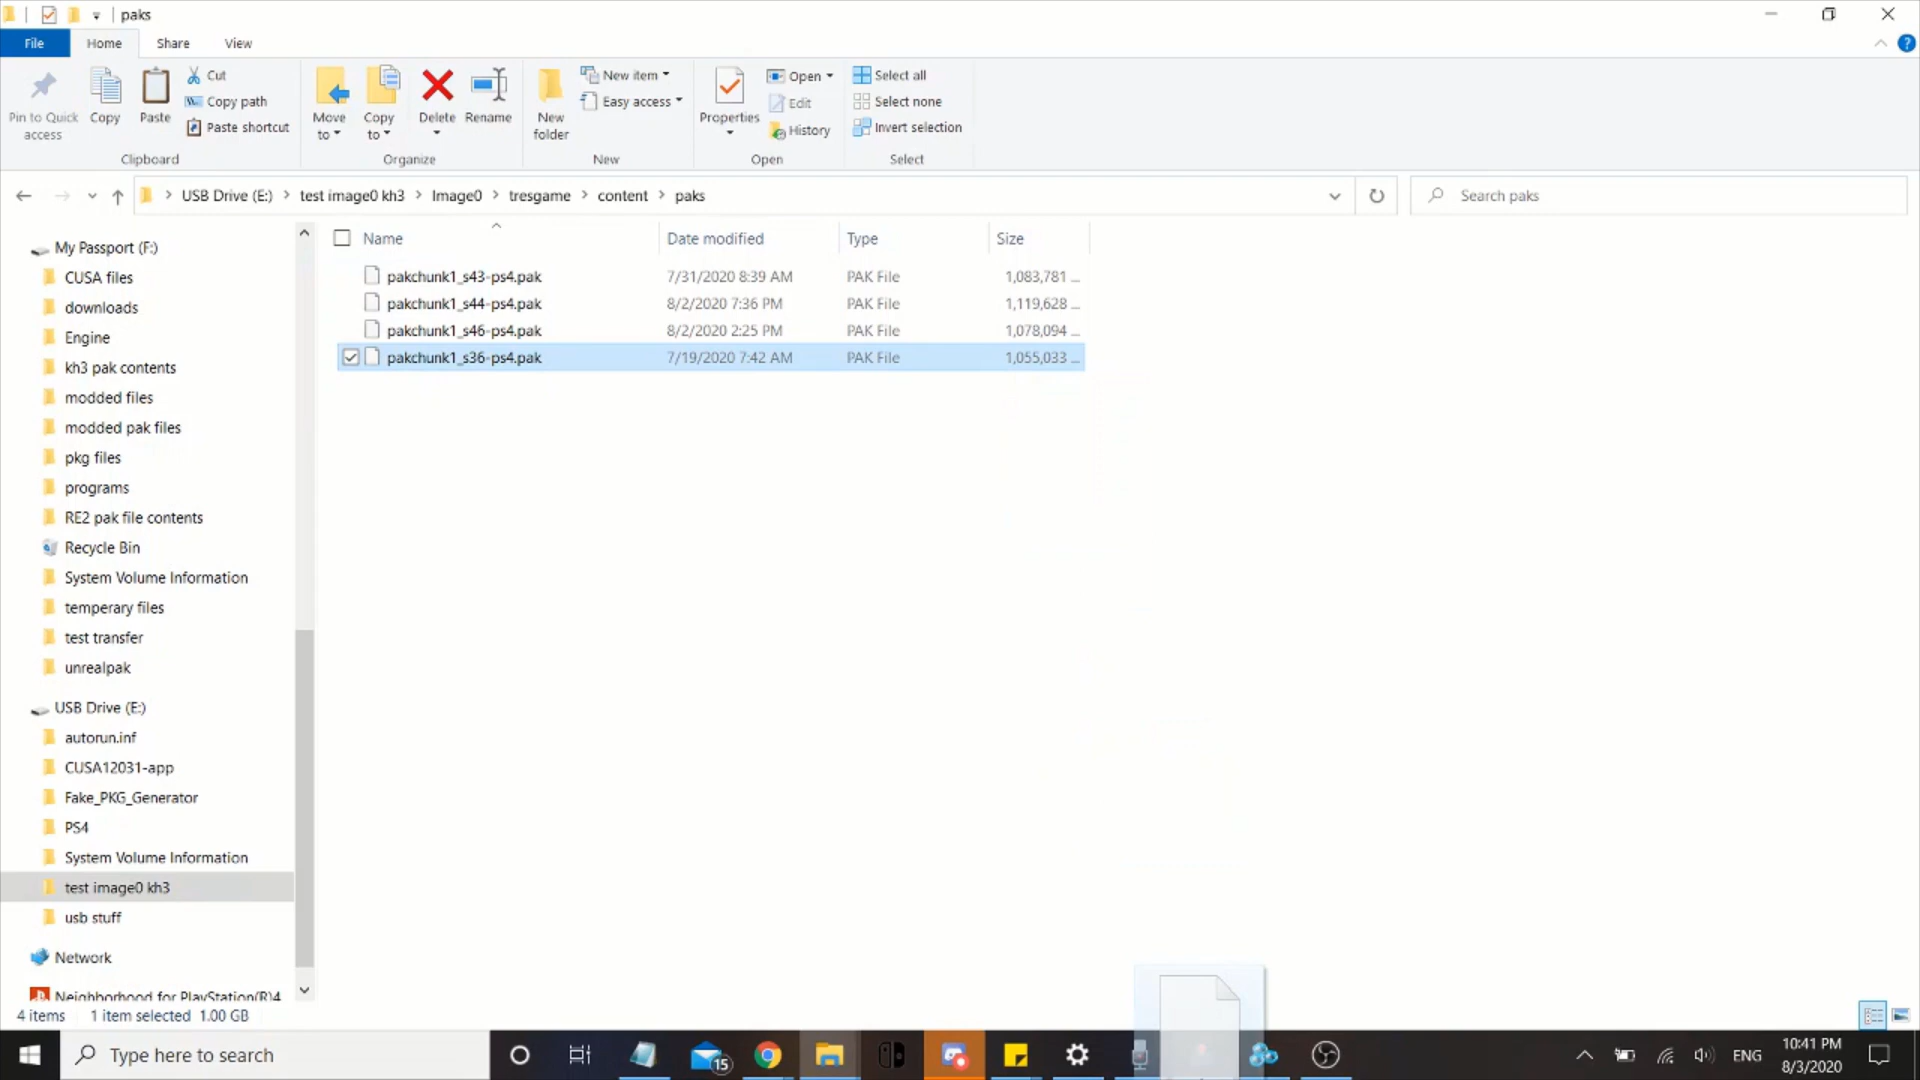 paks
File
Home
Share
View
Pin to Quick access
Copy
Paste
Cut
Copy path
Paste shortcut
Clipboard
Move to
Copy to
Delete
Rename
Organize
New folder
New item
Easy access
New
Properties
Open
Edit
History
Open
Select all
Select none
Invert selection
Select
USB Drive (E:)
test image0 kh3
Image0
tresgame
content
paks
Search paks
Name
Date modified
Type
Size
pakchunk1_s43-ps4.pak 7/31/2020 8:39 AM PAK File 1,083,781 ...
pakchunk1_s44-ps4.pak 8/2/2020 7:36 PM PAK File 1,119,628 ...
pakchunk1_s46-ps4.pak 8/2/2020 2:25 PM PAK File 1,078,094 ...
pakchunk1_s36-ps4.pak 7/19/2020 7:42 AM PAK File 1,055,033 ...
My Passport (F:)
CUSA files
downloads
Engine
kh3 pak contents
modded files
modded pak files
pkg files
programs
RE2 pak file contents
Recycle Bin
System Volume Information
temperary files
test transfer
unrealpak
USB Drive (E:)
autorun.inf
CUSA12031-app
Fake_PKG_Generator
PS4
System Volume Information
test image0 kh3
usb stuff
Network
Neighborhood for PlayStation(R)4
4 items
1 item selected 1.00 GB
Type here to search
15
ENG
10:41 PM
8/3/2020